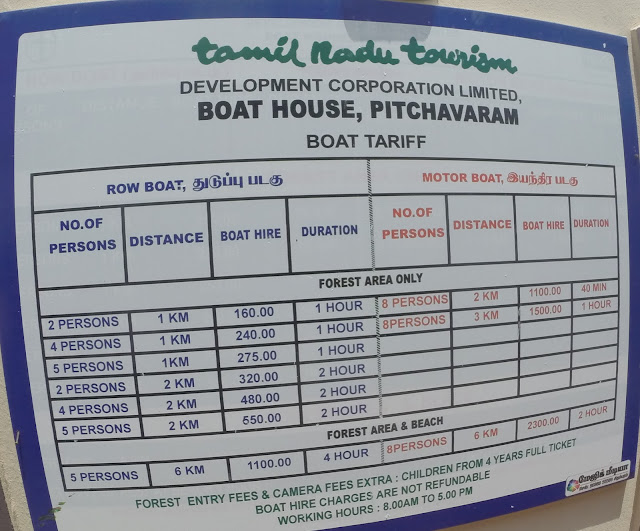 tamil Nadu tourism
DEVELOPMENT CORPORATION LIMITED,
BOAT HOUSE, PITCHAVARAM
BOAT TARIFF
ROW BOAT, துடுப்பு படகு MOTOR BOAT, இயந்திர படகு
NO.OF PERSONS DISTANCE BOAT HIRE DURATION NO.OF PERSONS DISTANCE BOAT HIRE DURATION
FOREST AREA ONLY
2 PERSONS 1 KM 160.00 1 HOUR 8 PERSONS 2 KM 1100.00 40 MIN
4 PERSONS 1 KM 240.00 1 HOUR 8PERSONS 3 KM 1500.00 1 HOUR
5 PERSONS 1KM 275.00 1 HOUR
2 PERSONS 2 KM 320.00 2 HOUR
4 PERSONS 2 KM 480.00 2 HOUR
5 PERSONS 2 KM 550.00 2 HOUR
FOREST AREA & BEACH
5 PERSONS 6 KM 1100.00 4 HOUR 8PERSONS 6 KM 2300.00 2 HOUR
FOREST ENTRY FEES & CAMERA FEES EXTRA : CHILDREN FROM 4 YEARS FULL TICKET
BOAT HIRE CHARGES ARE NOT REFUNDABLE
WORKING HOURS : 8.00AM TO 5.00 PM
மேஜிக் மீடியா